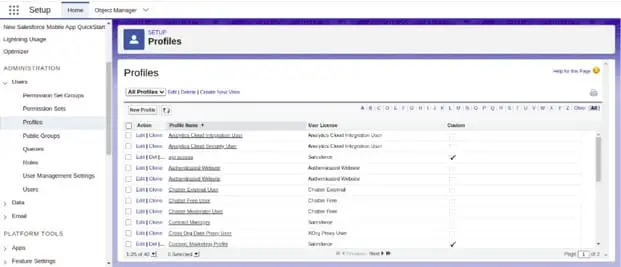 Setup
Home
Object Manager
New Salesforce Mobile App QuickStart
Lightning Usage
Optimizer
ADMINISTRATION
Users
Permission Set Groups
Permission Sets
Profiles
Public Groups
Queues
Roles
User Management Settings
Users
Data
Email
PLATFORM TOOLS
Apps
Feature Settings
SETUP
Profiles
Profiles
Help for this Page
All Profiles Edit | Delete | Create New View
New Profile
A B C D E F G H I J K L M N O P Q R S T U V W X Y Z Other All
Action Profile Name User License Custom
Edit | Clone Analytics Cloud Integration User Analytics Cloud Integration User
Edit | Clone Analytics Cloud Security User Analytics Cloud Integration User
Edit | Del |... api access Salesforce
Edit | Clone Authenticated Website Authenticated Website
Edit | Clone Authenticated Website Authenticated Website
Edit | Clone Chatter External User Chatter External
Edit | Clone Chatter Free User Chatter Free
Edit | Clone Chatter Moderator User Chatter Free
Edit | Clone Contract Manager Salesforce
Edit | Clone Cross Org Data Proxy User XOrg Proxy User
Edit | Del |... Custom: Marketing Profile Salesforce
1-25 of 42 0 Selected Previous Next Page 1 of 2